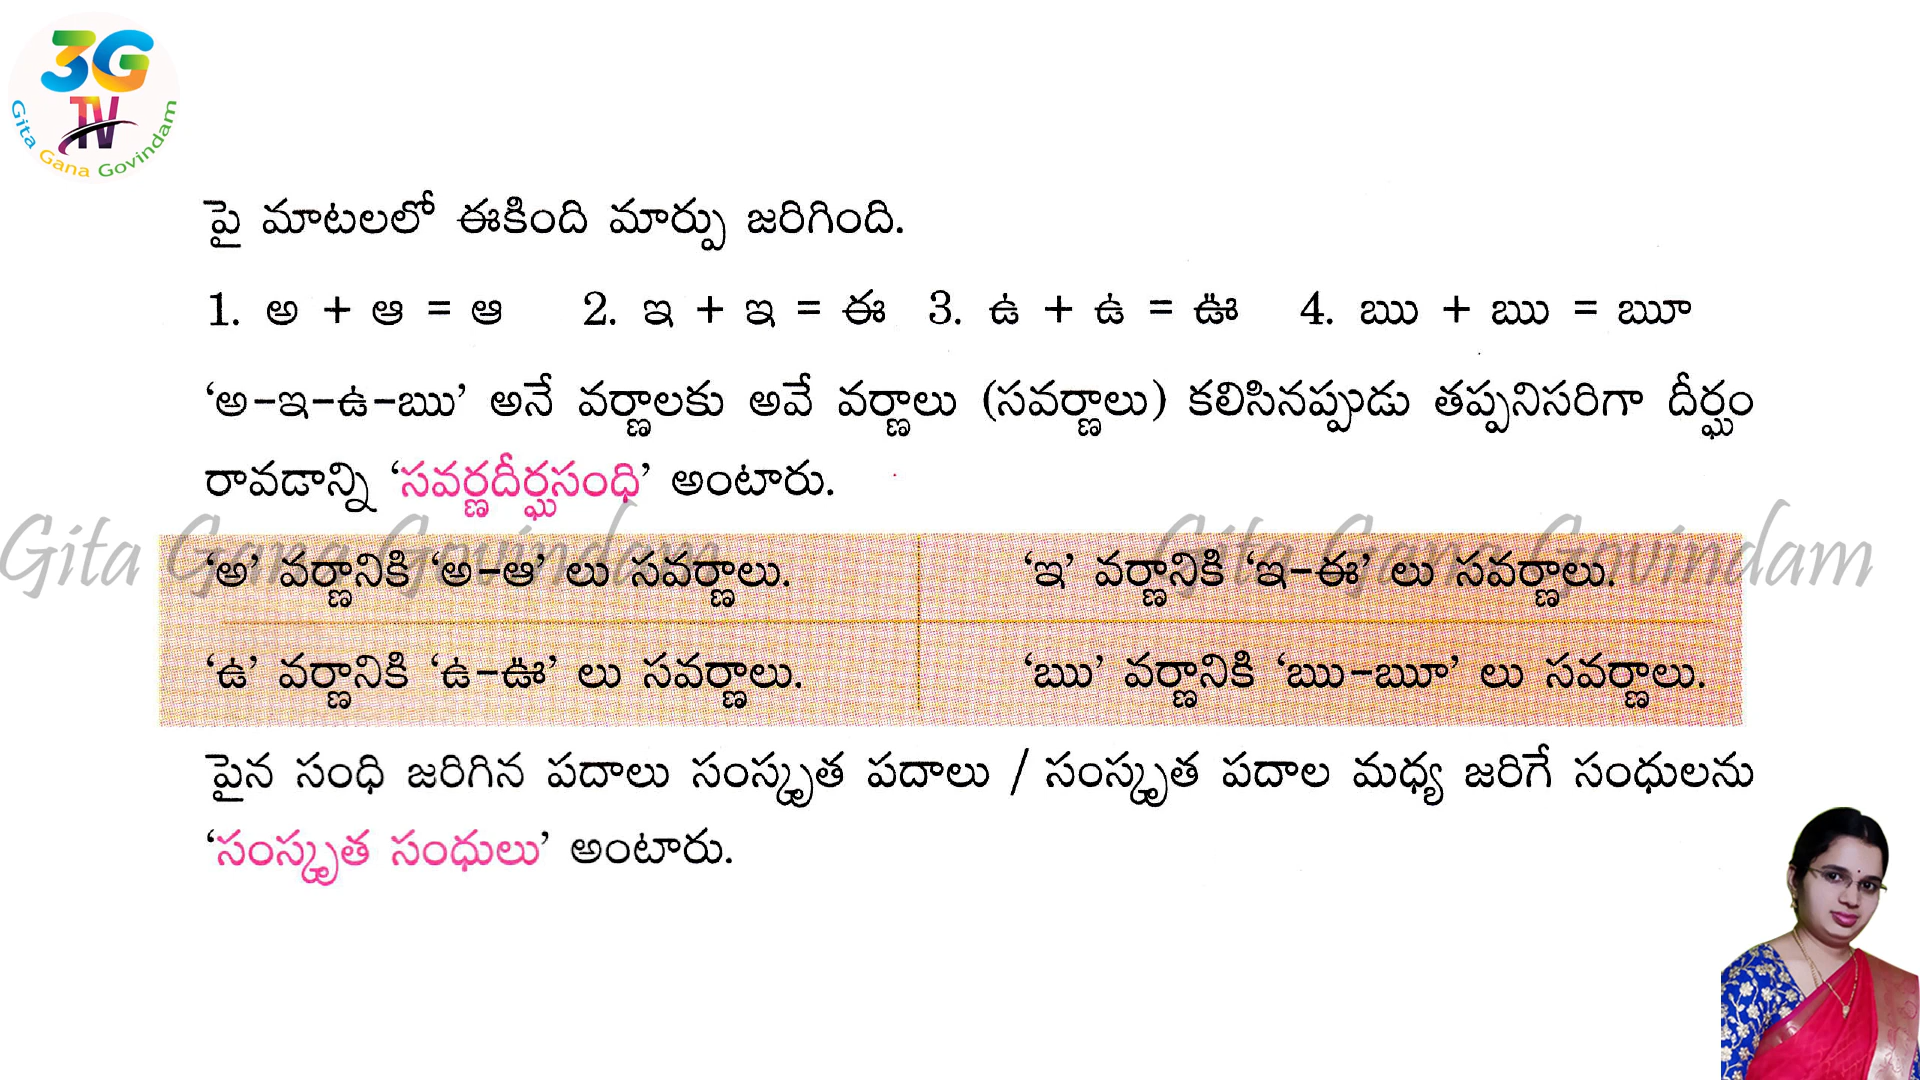 3G
TV
Gita Gana Govindam
పై మాటలలో ఈకింది మార్పు జరిగింది.
1. అ + ఆ = ఆ 2. ఇ + ఇ = ఈ 3. ఉ + ఉ = ఊ 4. ఋ + ఋ = ౠ
‘అ-ఇ-ఉ-ఋ’ అనే వర్ణాలకు అవే వర్ణాలు (సవర్ణాలు) కలిసినప్పుడు తప్పనిసరిగా దీర్ఘం
రావడాన్ని ‘సవర్ణదీర్ఘసంధి’ అంటారు.
Gita Gana Govindam Gita Gana Govindam
‘అ’ వర్ణానికి ‘అ-ఆ’ లు సవర్ణాలు. ‘ఇ’ వర్ణానికి ‘ఇ-ఈ’ లు సవర్ణాలు.
‘ఉ’ వర్ణానికి ‘ఉ-ఊ’ లు సవర్ణాలు. ‘ఋ’ వర్ణానికి ‘ఋ-ౠ’ లు సవర్ణాలు.
పైన సంధి జరిగిన పదాలు సంస్కృత పదాలు / సంస్కృత పదాల మధ్య జరిగే సంధులను
‘సంస్కృత సంధులు’ అంటారు.